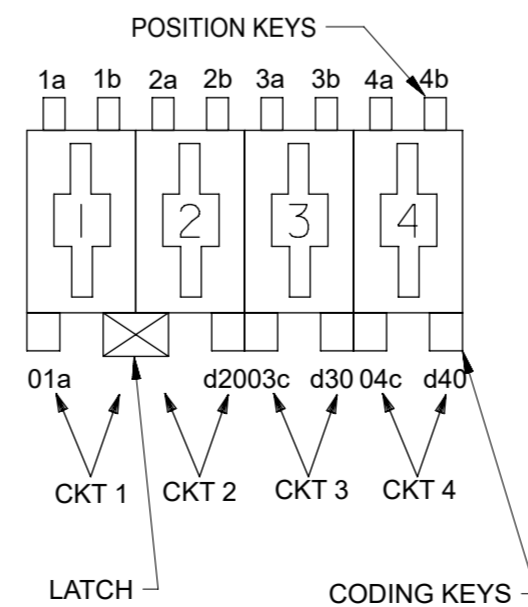 POSITION KEYS
1a 1b 2a 2b 3a 3b 4a 4b
1 2 3 4
01a d2003c d30 04c d40
CKT 1 CKT 2 CKT 3 CKT 4
LATCH CODING KEYS